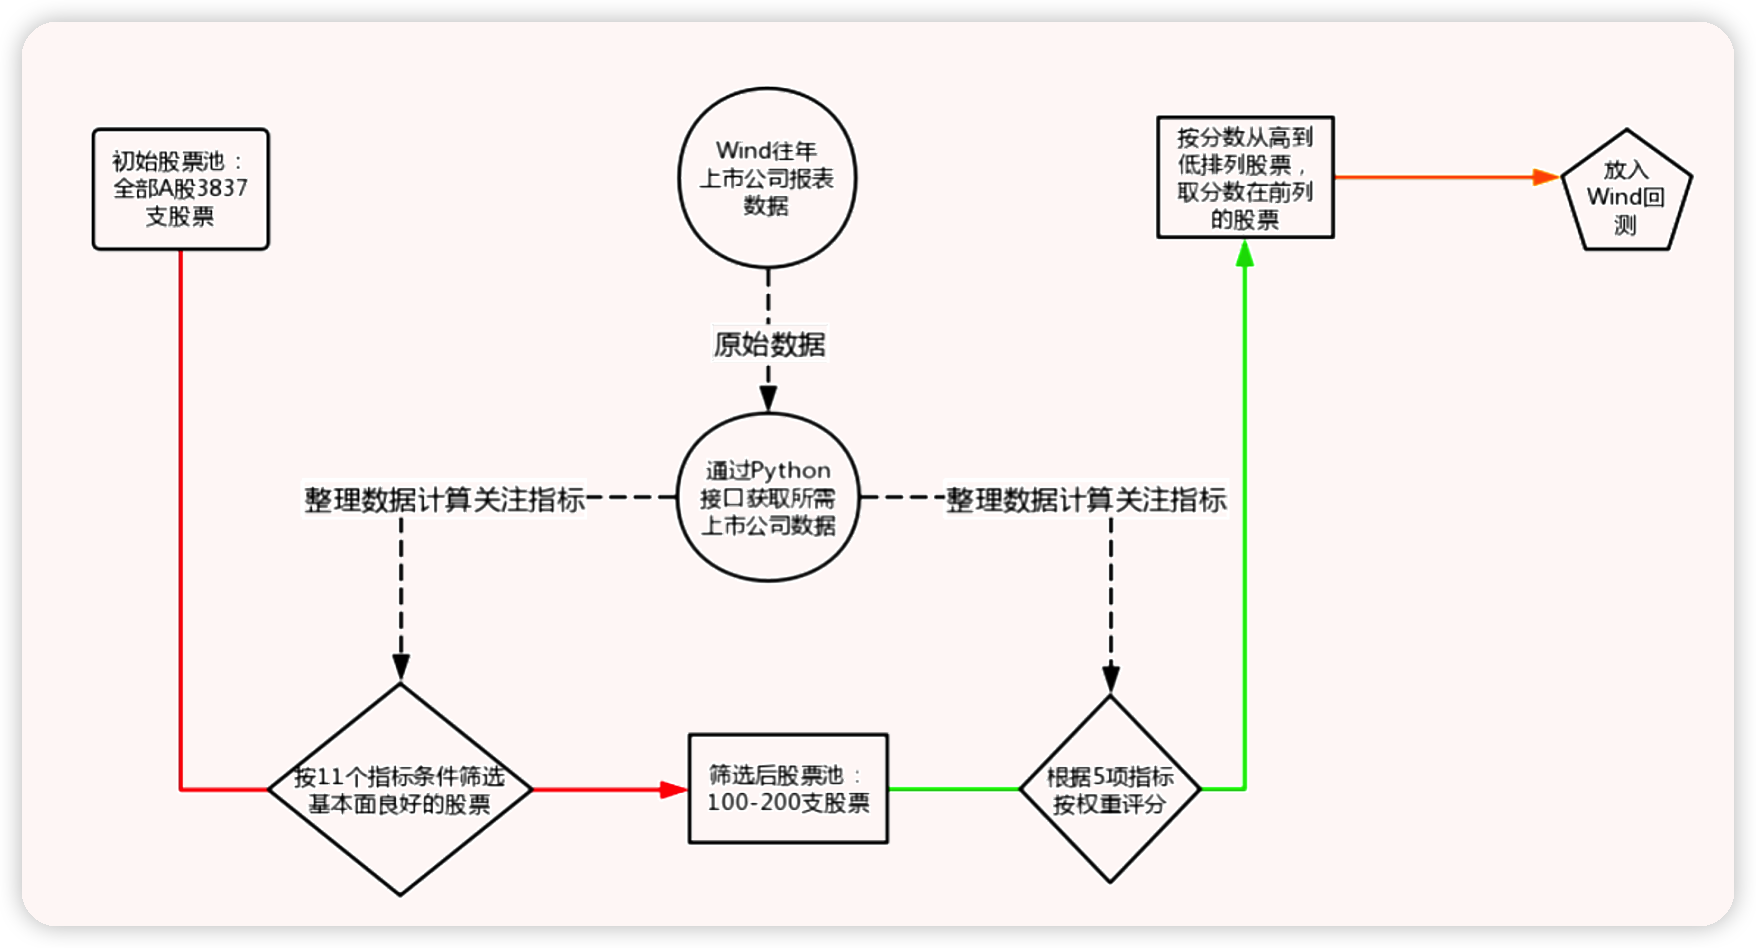 初始股票池：
全部A股3837
支股票
Wind往年
上市公司报表
数据
按分数从高到
低排列股票，
取分数在前列
的股票
放入
Wind回
测
原始数据
通过Python
接口获取所需
上市公司数据
整理数据计算关注指标
整理数据计算关注指标
按11个指标条件筛选
基本面良好的股票
筛选后股票池：
100-200支股票
根据5项指标
按权重评分